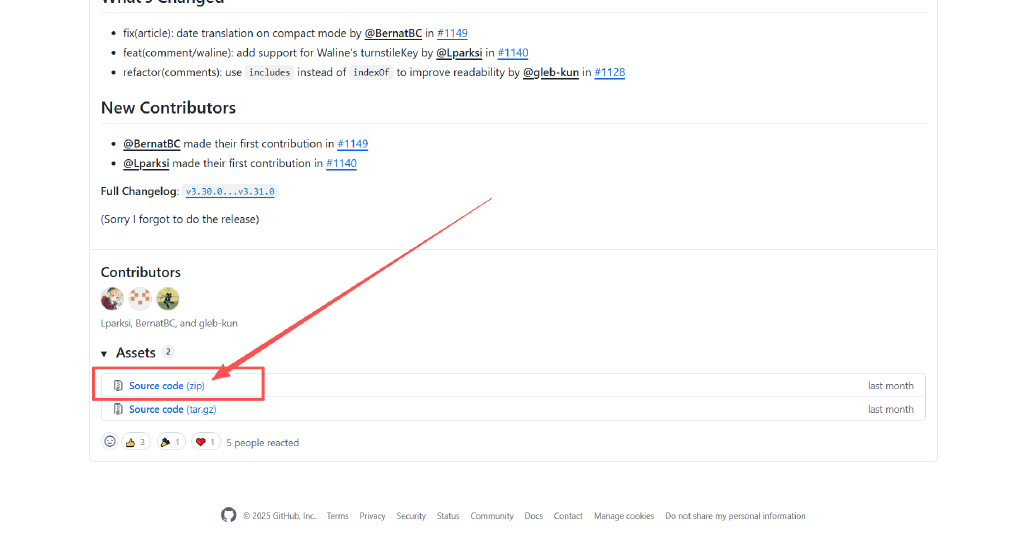 What's Changed
fix(article): date translation on compact mode by @BernatBC in #1149
feat(comment/waline): add support for Waline's turnstileKey by @Lparksi in #1140
refactor(comments): use includes instead of indexOf to improve readability by @gleb-kun in #1128
New Contributors
@BernatBC made their first contribution in #1149
@Lparksi made their first contribution in #1140
Full Changelog: v3.30.0...v3.31.0
(Sorry I forgot to do the release)
Contributors
Lparksi, BernatBC, and gleb-kun
Assets 2
Source code (zip) last month
Source code (tar.gz) last month
3 1 1 5 people reacted
© 2025 GitHub, Inc. Terms Privacy Security Status Community Docs Contact Manage cookies Do not share my personal information